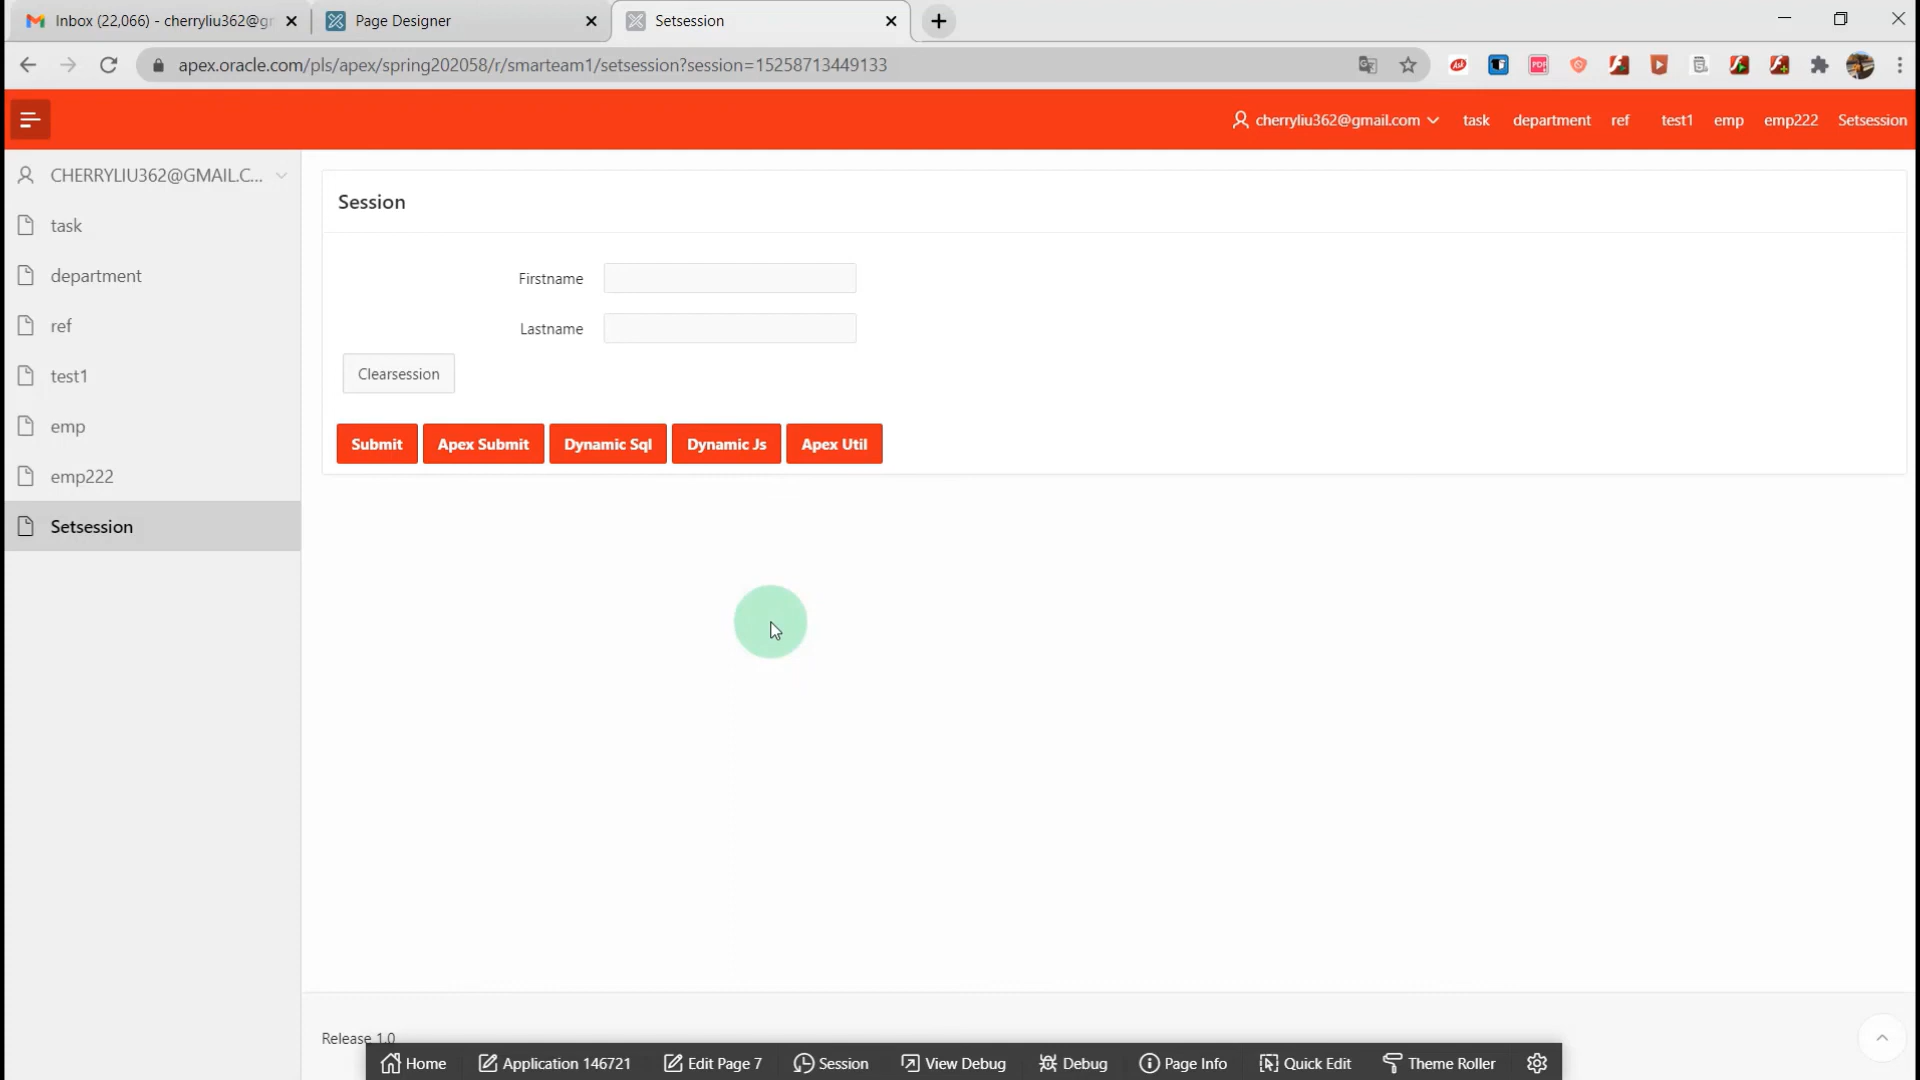 Inbox (22,066) - cherryliu362@gr
Page Designer
Setsession
apex.oracle.com/pls/apex/spring202058/r/smarteam1/setsession?session=15258713449133
cherryliu362@gmail.com
task
department
ref
test1
emp
emp222
Setsession
CHERRYLIU362@GMAIL.C...
task
department
ref
test1
emp
emp222
Setsession
Session
Firstname
Lastname
Clearsession
Submit
Apex Submit
Dynamic Sql
Dynamic Js
Apex Util
Release 1.0
Home
Application 146721
Edit Page 7
Session
View Debug
Debug
Page Info
Quick Edit
Theme Roller